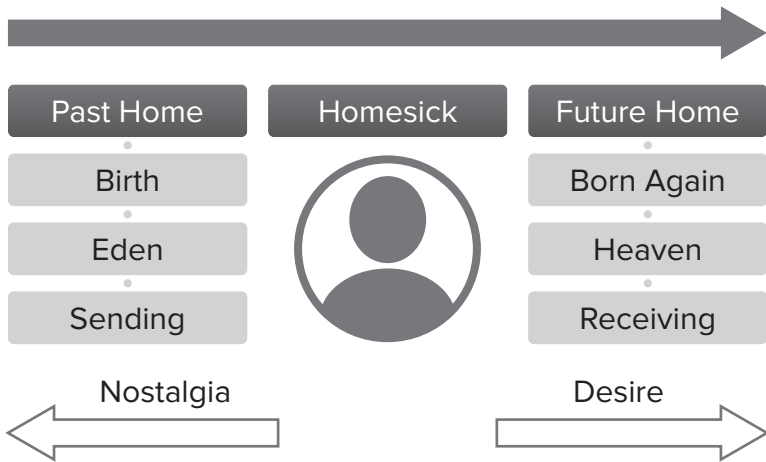 Past Home
Homesick
Future Home
Birth
Born Again
Eden
Heaven
Sending
Receiving
Nostalgia
Desire